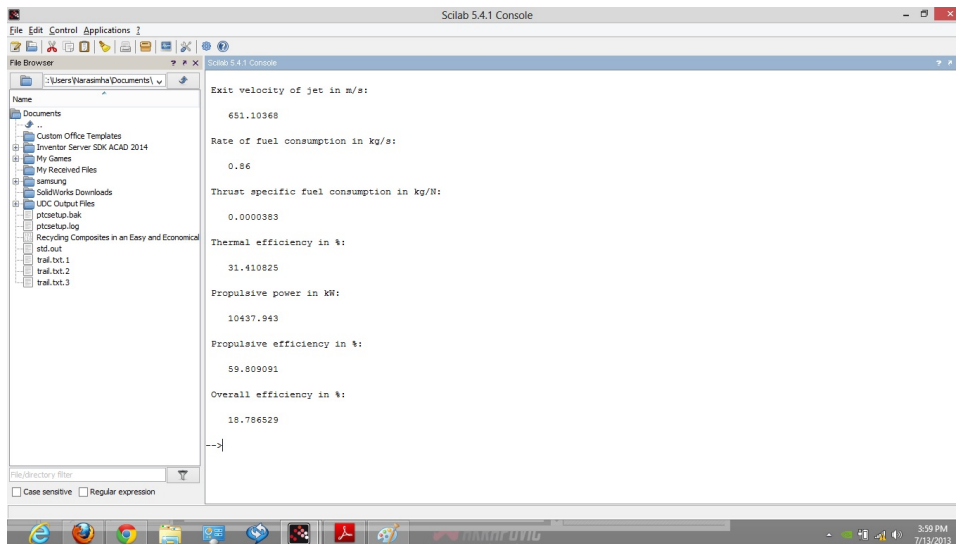 Scilab 5.4.1 Console
File Edit Control Applications ?
File Browser
Scilab 5.4.1 Console
:\Users\Narasimha\Documents\
Name
Documents
..
Custom Office Templates
Inventor Server SDK ACAD 2014
My Games
My Received Files
samsung
SolidWorks Downloads
UDC Output Files
ptcsetup.bak
ptcsetup.log
Recyding Composites in an Easy and Economical
std.out
trail.txt.1
trail.txt.2
trail.txt.3
File/directory filter
Case sensitive Regular expression
Exit velocity of jet in m/s:
651.10368
Rate of fuel consumption in kg/s:
0.86
Thrust specific fuel consumption in kg/N:
0.0000383
Thermal efficiency in %:
31.410825
Propulsive power in kW:
10437.943
Propulsive efficiency in %:
59.809091
Overall efficiency in %:
18.786529
-->
3:59 PM
7/13/2013